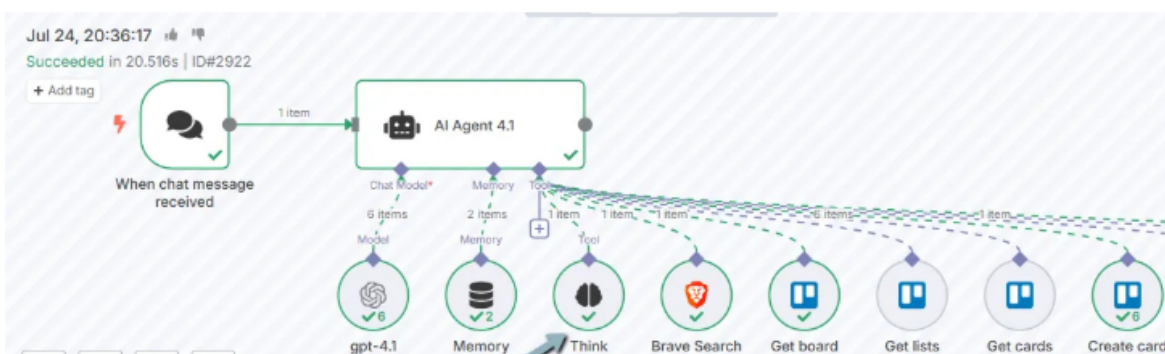 Jul 24, 20:36:17
Succeeded in 20.516s | ID#2922
+ Add tag
1 item
AI Agent 4.1
When chat message
received
Chat Model*
Memory
Tool
6 items
2 items
1 item
1 item
1 item
6 items
1 item
Model
Memory
Tool
6
2
6
gpt-4.1
Memory
Think
Brave Search
Get board
Get lists
Get cards
Create card